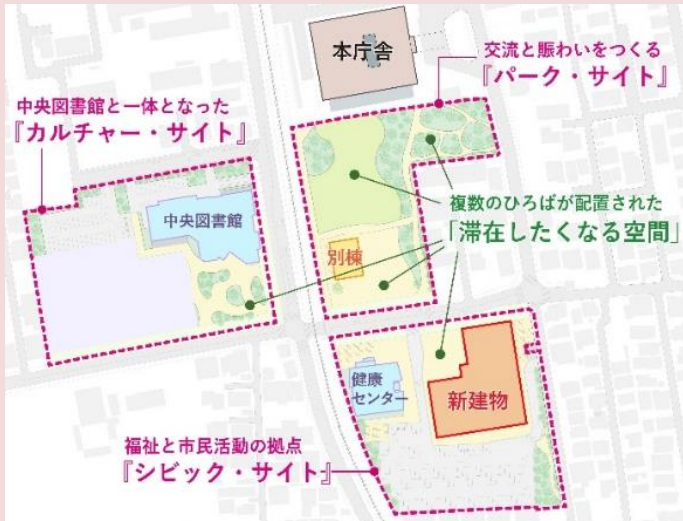 本庁舎
交流と賑わいをつくる
『パーク・サイト』
中央図書館と一体となった
『カルチャー・サイト』
複数のひろばが配置された
「滞在したくなる空間」
中央図書館
別棟
健康
センター
新建物
福祉と市民活動の拠点
『シビック・サイト』